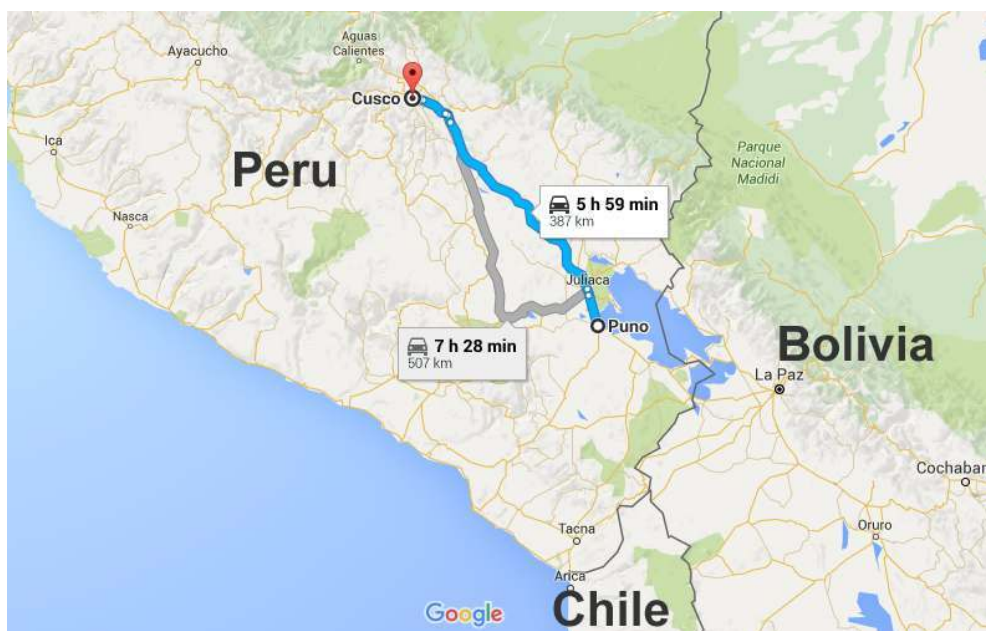 Ayacucho
Aguas
Calientes
Cusco
Ica
Peru
Parque
Nacional
Madidi
5 h 59 min
387 km
Nasca
Juliaca
Puno
7 h 28 min
507 km
Bolivia
La Paz
Cochabam
Tacna
Oruro
Arica
Google
Chile